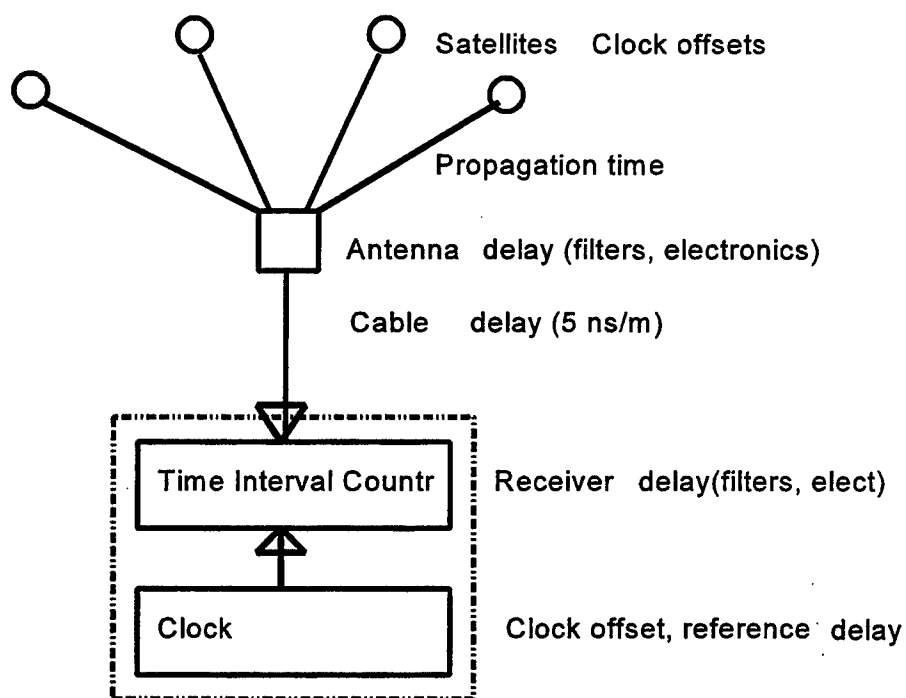 Satellites Clock offsets
Propagation time
Antenna delay (filters, electronics)
Cable delay (5 ns/m)
Time Interval Countr
Receiver delay(filters, elect)
Clock
Clock offset, reference delay